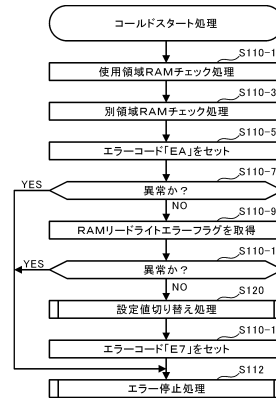 コールドスタート処理
S110-1
使用領域RAMチェック処理
S110-3
別領域RAMチェック処理
S110-5
エラーコード「EA」をセット
S110-7
YES
異常か?
NO
S110-9
RAMリードライトエラーフラグを取得
S110-1
YES
異常か?
NO
S120
設定値切り替え処理
S110-1
エラーコード「E7」をセット
S112
エラー停止処理